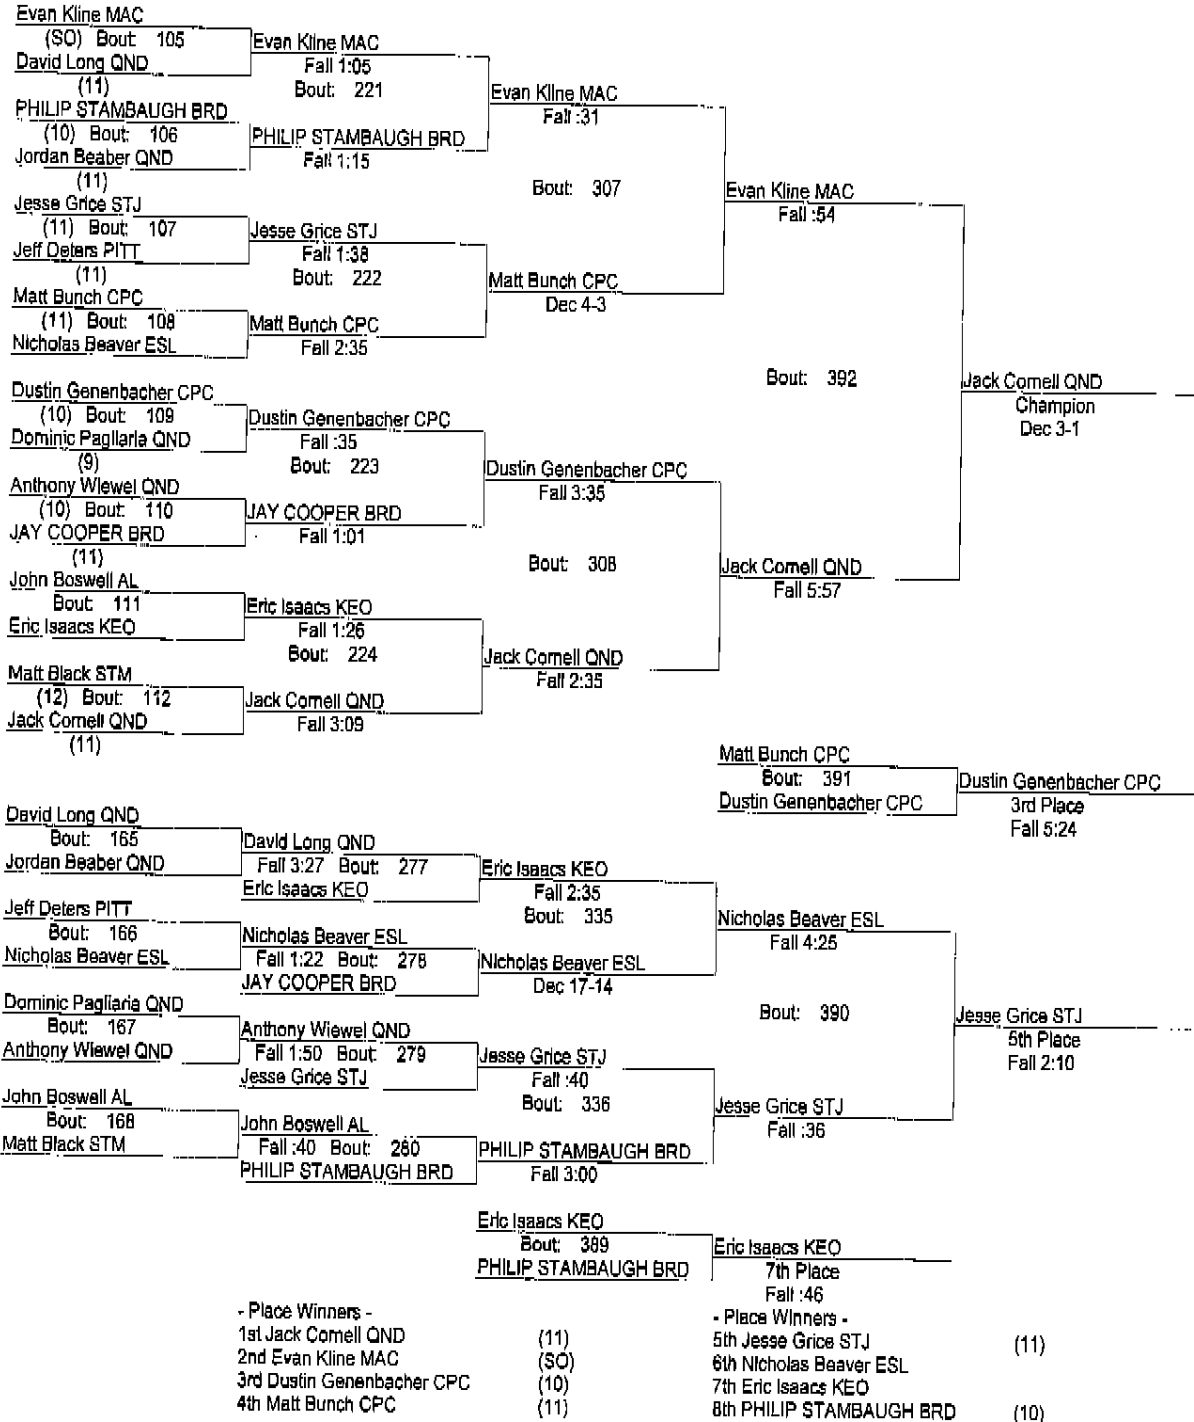 Evan Kline MAC
(SO) Bout: 105
David Long QND
(11)
PHILIP STAMBAUGH BRD
(10) Bout: 106
Jordan Beaber QND
(11)
Jesse Grice STJ
(11) Bout: 107
Jeff Deters PITT
(11)
Matt Bunch CPC
(11) Bout: 108
Nicholas Beaver ESL
Dustin Genenbacher CPC
(10) Bout: 109
Dominic Pagliaria QND
(9)
Anthony Wiewel QND
(10) Bout: 110
JAY COOPER BRD
(11)
John Boswell AL
Bout: 111
Eric Isaacs KEO
Matt Black STM
(12) Bout: 112
Jack Cornell QND
(11)
Evan Kline MAC
Fall 1:05
Bout: 221
PHILIP STAMBAUGH BRD
Fall 1:15
Jesse Grice STJ
Fall 1:38
Bout: 222
Matt Bunch CPC
Fall 2:35
Dustin Genenbacher CPC
Fall :35
Bout: 223
JAY COOPER BRD
Fall 1:01
Eric Isaacs KEO
Fall 1:26
Bout: 224
Jack Cornell QND
Fall 3:09
Evan Kline MAC
Fall :31
Bout: 307
Matt Bunch CPC
Dec 4-3
Dustin Genenbacher CPC
Fall 3:35
Bout: 308
Jack Cornell QND
Fall 2:35
Evan Kline MAC
Fall :54
Bout: 392
Jack Cornell QND
Fall 5:57
Jack Cornell QND
Champion
Dec 3-1
Matt Bunch CPC
Bout: 391
Dustin Genenbacher CPC
Dustin Genenbacher CPC
3rd Place
Fall 5:24
David Long QND
Bout: 165
Jordan Beaber QND
Jeff Deters PITT
Bout: 166
Nicholas Beaver ESL
Dominic Pagliaria QND
Bout: 167
Anthony Wiewel QND
John Boswell AL
Bout: 168
Matt Black STM
David Long QND
Fall 3:27 Bout: 277
Eric Isaacs KEO
Nicholas Beaver ESL
Fall 1:22 Bout: 278
JAY COOPER BRD
Anthony Wiewel QND
Fall 1:50 Bout: 279
Jesse Grice STJ
John Boswell AL
Fall :40 Bout: 280
PHILIP STAMBAUGH BRD
Eric Isaacs KEO
Fall 2:35
Bout: 335
Nicholas Beaver ESL
Dec 17-14
Jesse Grice STJ
Fall :40
Bout: 336
PHILIP STAMBAUGH BRD
Fall 3:00
Nicholas Beaver ESL
Fall 4:25
Bout: 390
Jesse Grice STJ
Fall :36
Jesse Grice STJ
5th Place
Fall 2:10
Eric Isaacs KEO
Bout: 389
PHILIP STAMBAUGH BRD
Eric Isaacs KEO
7th Place
Fall :46
- Place Winners -
1st Jack Cornell QND (11)
2nd Evan Kline MAC (SO)
3rd Dustin Genenbacher CPC (10)
4th Matt Bunch CPC (11)
- Place Winners -
5th Jesse Grice STJ (11)
6th Nicholas Beaver ESL
7th Eric Isaacs KEO
8th PHILIP STAMBAUGH BRD (10)